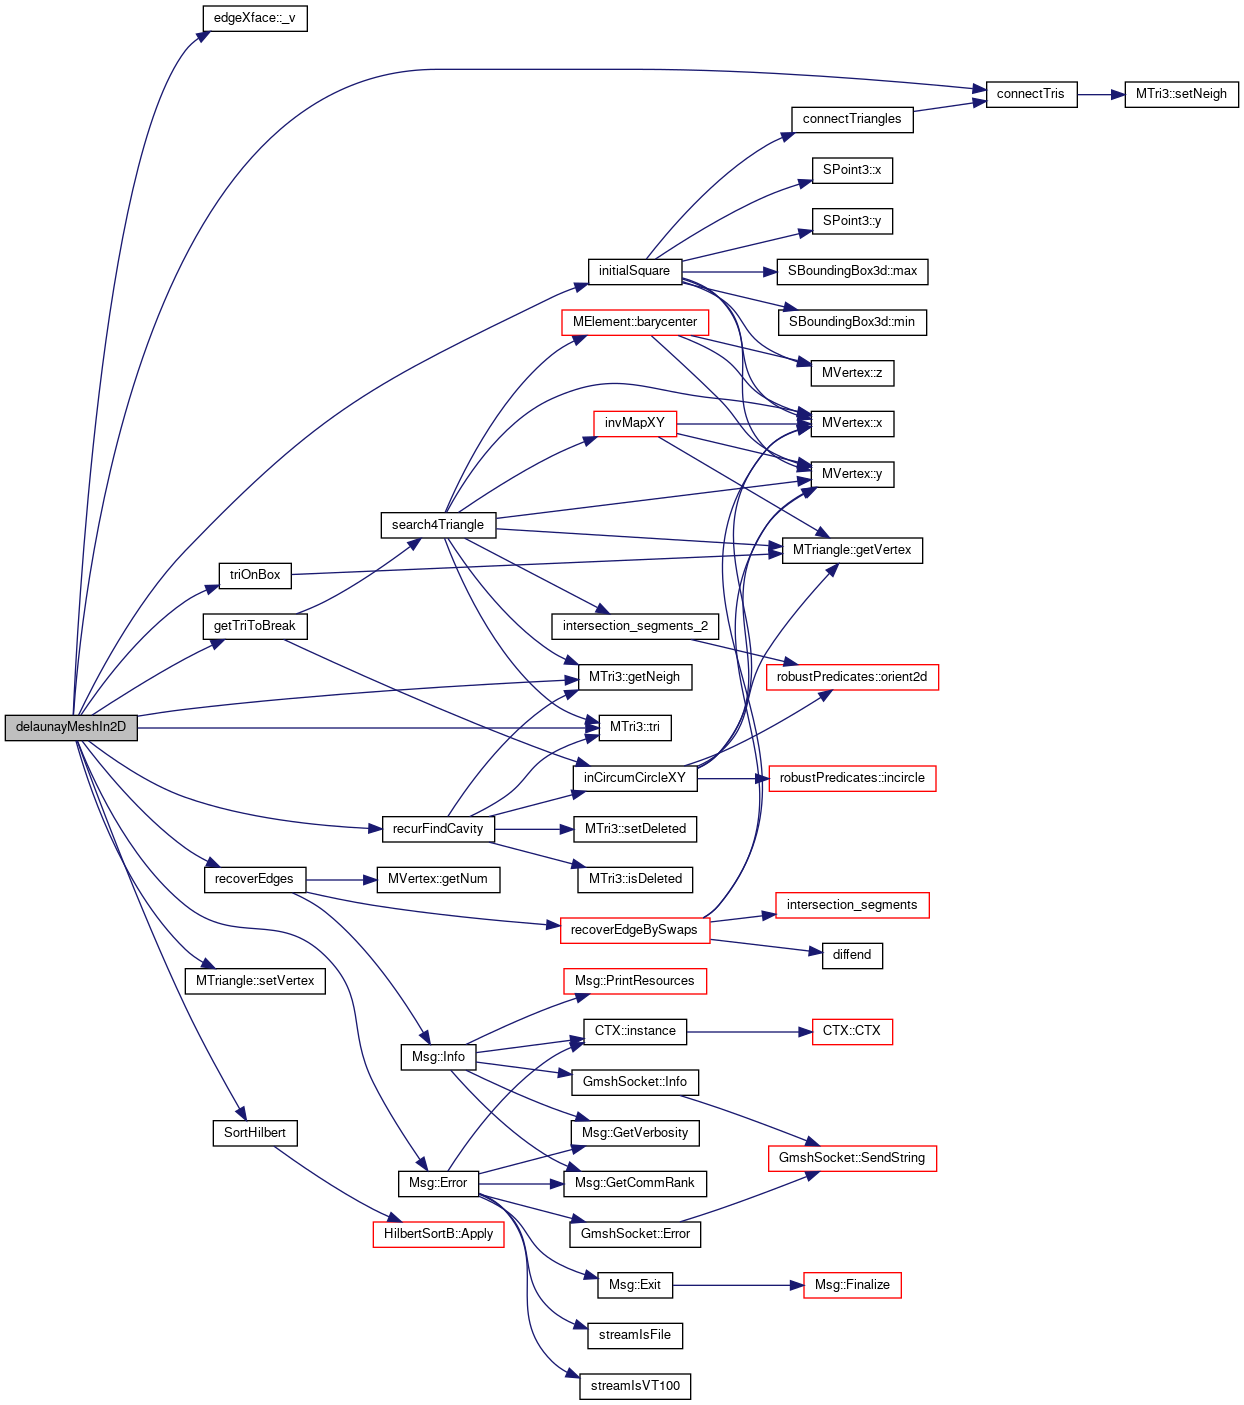 edgeXface::_v
connectTris
MTri3::setNeigh
connectTriangles
SPoint3::x
SPoint3::y
initialSquare
SBoundingBox3d::max
MElement::barycenter
SBoundingBox3d::min
MVertex::z
invMapXY
MVertex::x
MVertex::y
search4Triangle
MTriangle::getVertex
triOnBox
getTriToBreak
intersection_segments_2
MTri3::getNeigh
robustPredicates::orient2d
delaunayMeshIn2D
MTri3::tri
inCircumCircleXY
robustPredicates::incircle
recurFindCavity
MTri3::setDeleted
recoverEdges
MVertex::getNum
MTri3::isDeleted
intersection_segments
recoverEdgeBySwaps
diffend
MTriangle::setVertex
Msg::PrintResources
CTX::instance
CTX::CTX
Msg::Info
GmshSocket::Info
SortHilbert
Msg::GetVerbosity
GmshSocket::SendString
Msg::Error
Msg::GetCommRank
HilbertSortB::Apply
GmshSocket::Error
Msg::Exit
Msg::Finalize
streamIsFile
streamIsVT100